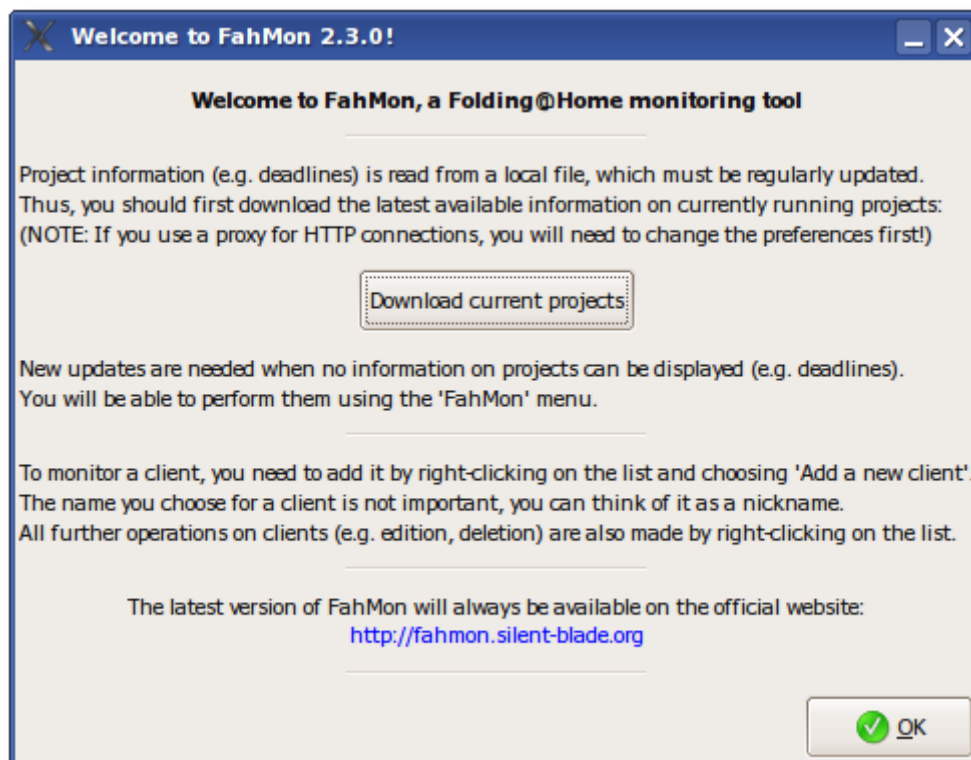 Welcome to FahMon 2.3.0!
Welcome to FahMon, a Folding@Home monitoring tool
Project information (e.g. deadlines) is read from a local file, which must be regularly updated.
Thus, you should first download the latest available information on currently running projects:
(NOTE: If you use a proxy for HTTP connections, you will need to change the preferences first!)
Download current projects
New updates are needed when no information on projects can be displayed (e.g. deadlines).
You will be able to perform them using the 'FahMon' menu.
To monitor a client, you need to add it by right-clicking on the list and choosing 'Add a new client'.
The name you choose for a client is not important, you can think of it as a nickname.
All further operations on clients (e.g. edition, deletion) are also made by right-clicking on the list.
The latest version of FahMon will always be available on the official website:
http://fahmon.silent-blade.org
OK